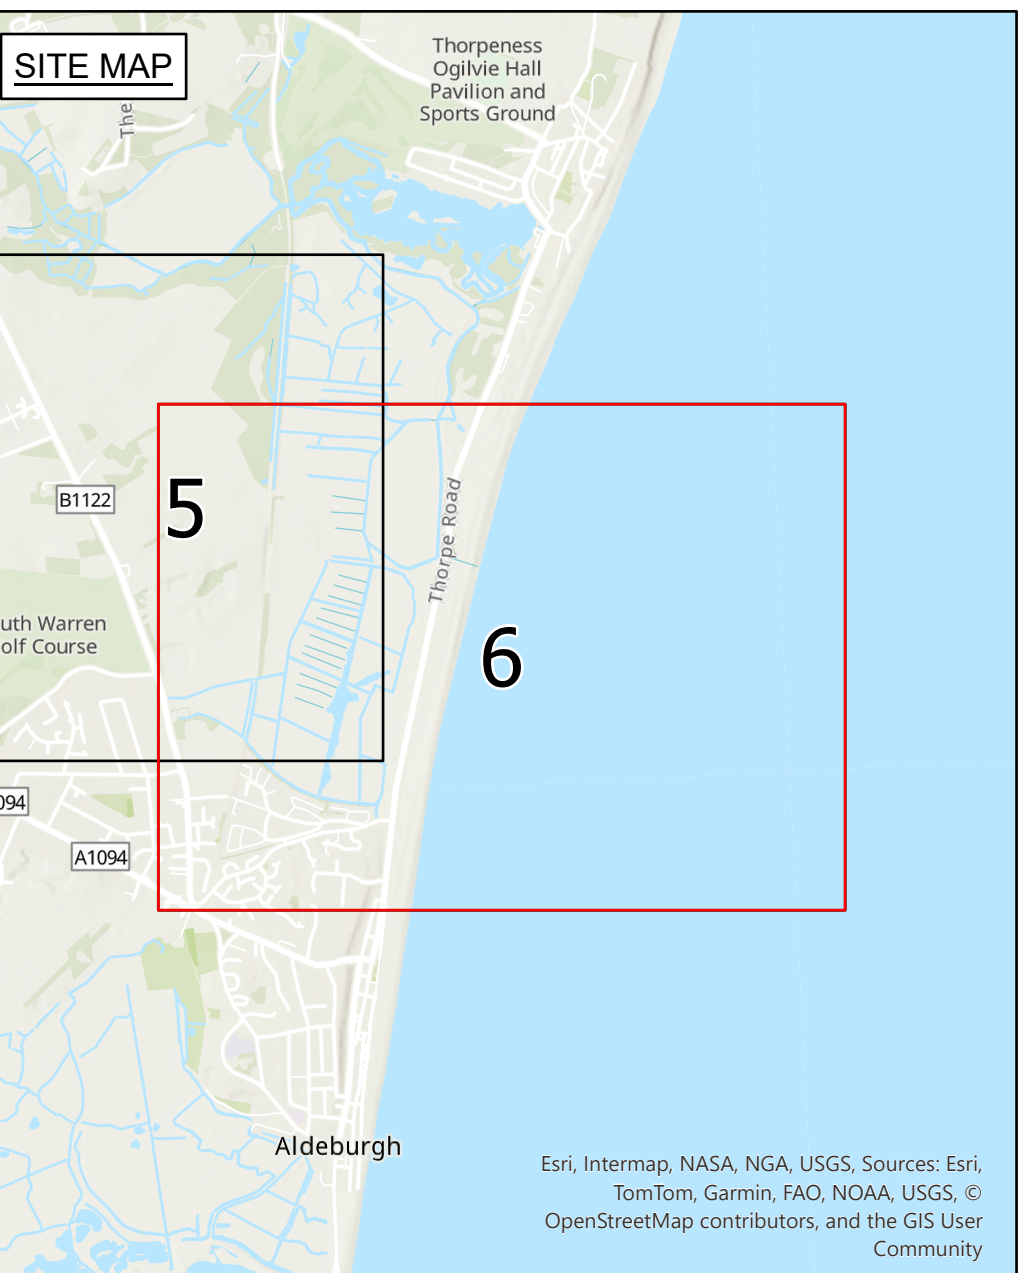 SITE MAP
Thorpeness
Ogilvie Hall
Pavilion and
Sports Ground
The
B1122
5
Thorpe Road
uth Warren
olf Course
6
094
A1094
Aldeburgh
Esri, Intermap, NASA, NGA, USGS, Sources: Esri,
TomTom, Garmin, FAO, NOAA, USGS, ©
OpenStreetMap contributors, and the GIS User
Community